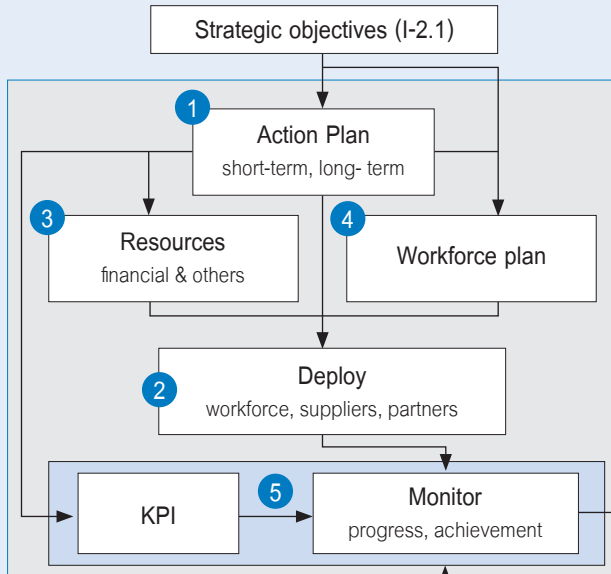 Strategic objectives (I-2.1)
1
Action Plan
short-term, long- term
3
Resources
financial & others
4
Workforce plan
2
Deploy
workforce, suppliers, partners
KPI
5
Monitor
progress, achievement